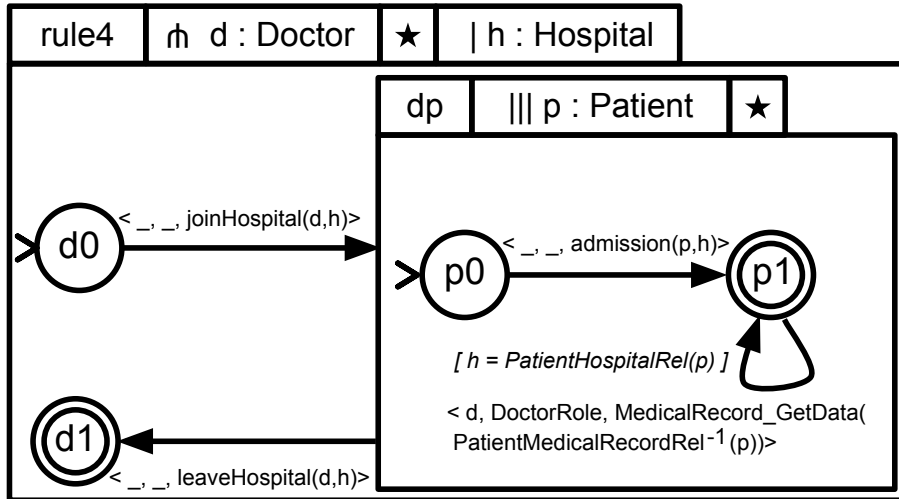 rule4 ⋔ d : Doctor ★ | h : Hospital
dp ||| p : Patient ★
< _, _, joinHospital(d,h)>
d0
< _, _, admission(p,h)>
p0
p1
[ h = PatientHospitalRel(p) ]
< d, DoctorRole, MedicalRecord_GetData(
PatientMedicalRecordRel⁻¹(p))>
d1
< _, _, leaveHospital(d,h)>